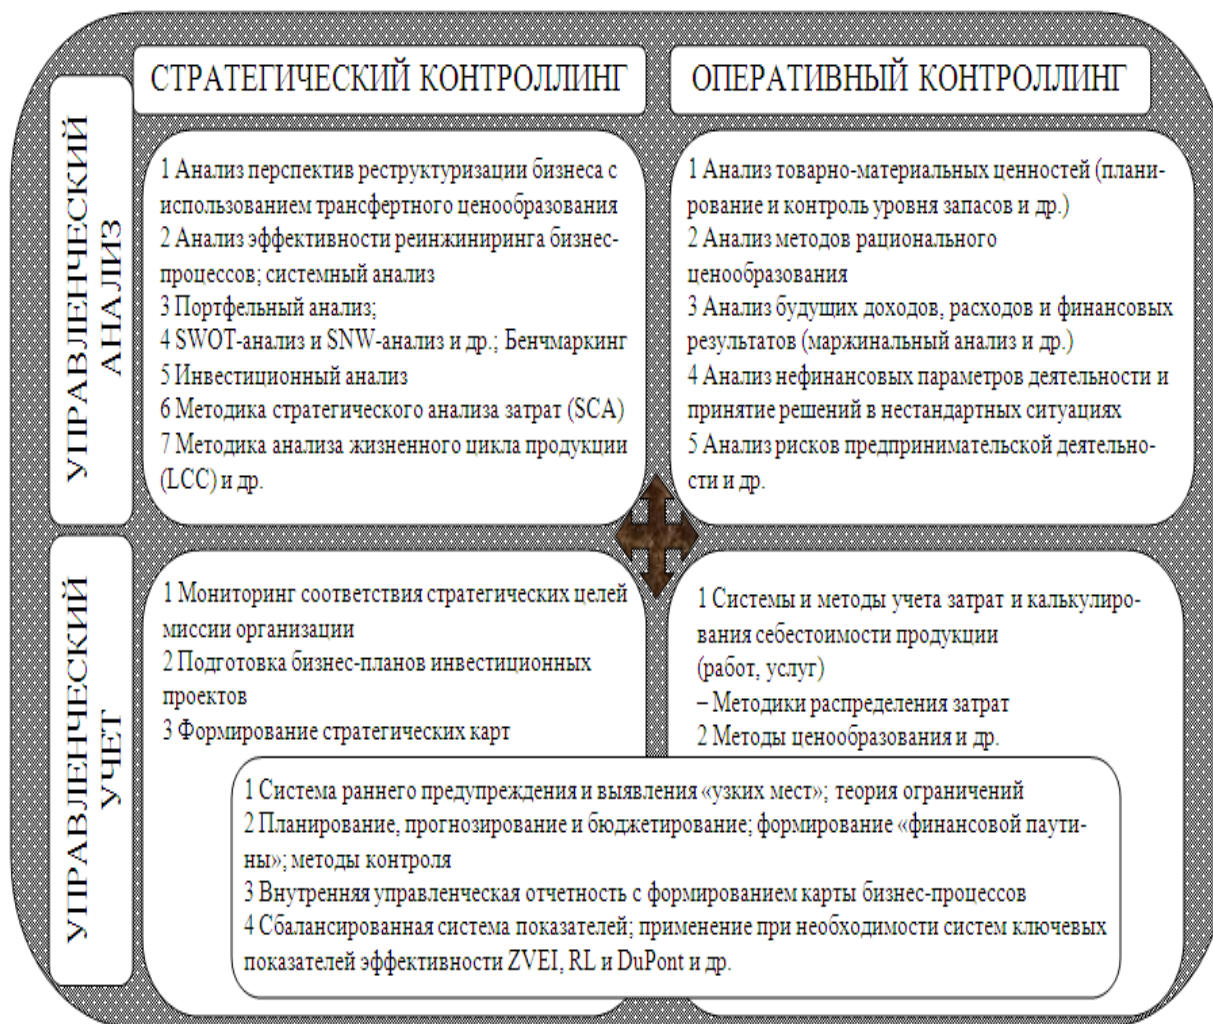 СТРАТЕГИЧЕСКИЙ КОНТРОЛЛИНГ
ОПЕРАТИВНЫЙ КОНТРОЛЛИНГ
УПРАВЛЕНЧЕСКИЙ
АНАЛИЗ
1 Анализ перспектив реструктуризации бизнеса с
использованием трансфертного ценообразования
2 Анализ эффективности реинжиниринга бизнес-
процессов; системный анализ
3 Портфельный анализ;
4 SWOT-анализ и SNW-анализ и др.; Бенчмаркинг
5 Инвестиционный анализ
6 Методика стратегического анализа затрат (SCA)
7 Методика анализа жизненного цикла продукции
(LCC) и др.
1 Анализ товарно-материальных ценностей (плани-
рование и контроль уровня запасов и др.)
2 Анализ методов рационального
ценообразования
3 Анализ будущих доходов, расходов и финансовых
результатов (маржинальный анализ и др.)
4 Анализ нефинансовых параметров деятельности и
принятие решений в нестандартных ситуациях
5 Анализ рисков предпринимательской деятельно-
сти и др.
УПРАВЛЕНЧЕСКИЙ
УЧЕТ
1 Мониторинг соответствия стратегических целей
миссии организации
2 Подготовка бизнес-планов инвестиционных
проектов
3 Формирование стратегических карт
1 Системы и методы учета затрат и калькулиро-
вания себестоимости продукции
(работ, услуг)
– Методики распределения затрат
2 Методы ценообразования и др.
1 Система раннего предупреждения и выявления «узких мест»; теория ограничений
2 Планирование, прогнозирование и бюджетирование; формирование «финансовой паути-
ны»; методы контроля
3 Внутренняя управленческая отчетность с формированием карты бизнес-процессов
4 Сбалансированная система показателей; применение при необходимости систем ключевых
показателей эффективности ZVEI, RL и DuPont и др.